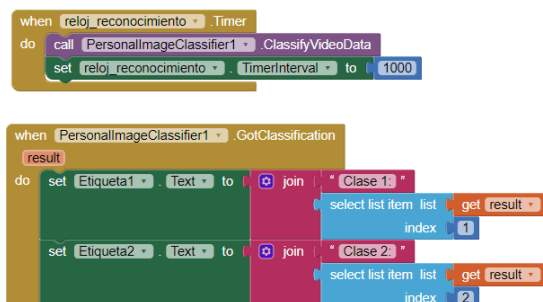 when reloj_reconocimiento .Timer
do call PersonalImageClassifier1 .ClassifyVideoData
set reloj_reconocimiento . TimerInterval to 1000
when PersonalImageClassifier1 .GotClassification
result
do set Etiqueta1 . Text to join " Clase 1: "
select list item list get result
index 1
set Etiqueta2 . Text to join " Clase 2: "
select list item list get result
index 2